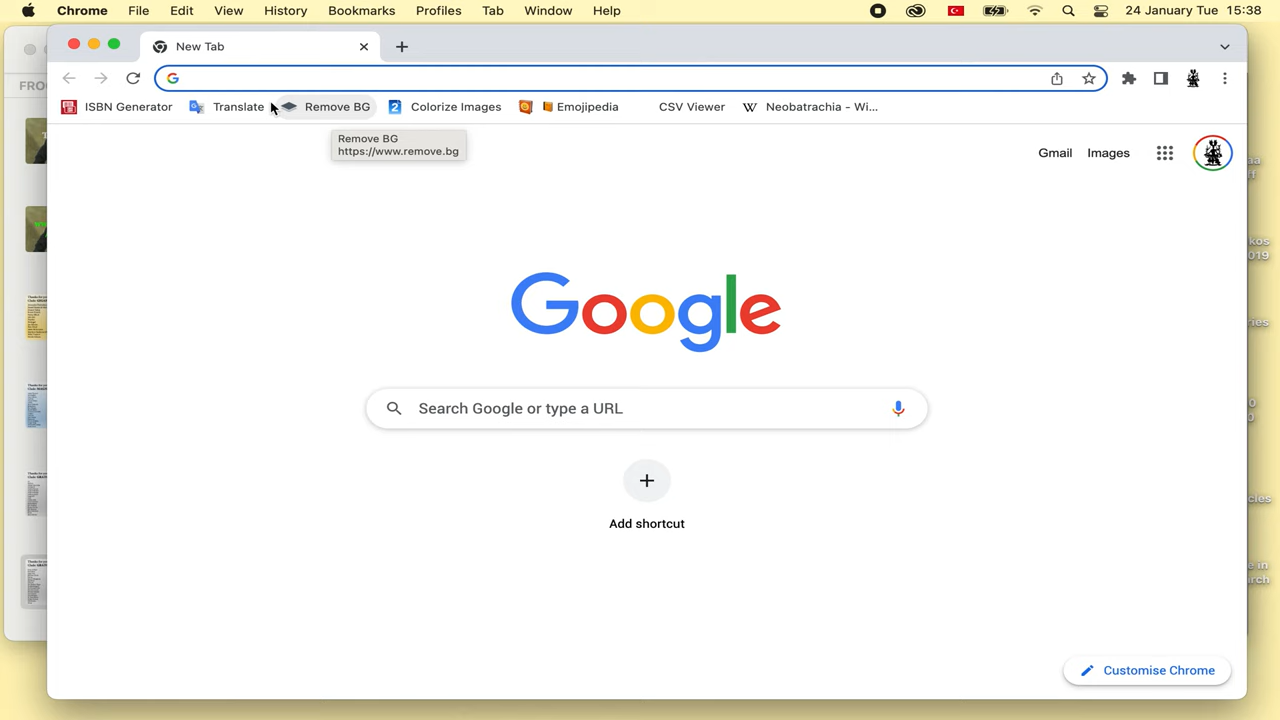 Chrome File Edit View History Bookmarks Profiles Tab Window Help 24 January Tue 15:38
New Tab
ISBN Generator Translate Remove BG Colorize Images Emojipedia CSV Viewer Neobatrachia - Wi...
Remove BG
https://www.remove.bg
Gmail Images
Google
Search Google or type a URL
Add shortcut
Customise Chrome